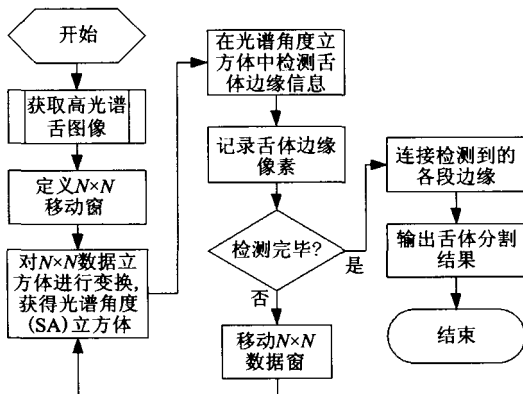 开始
获取高光谱
舌图像
定义N×N
移动窗
对N×N数据立
方体进行变换,
获得光谱角度
(SA)立方体
在光谱角度立
方体中检测舌
体边缘信息
记录舌体边缘
像素
检测完毕?
是
否
移动N×N
数据窗
连接检测到的
各段边缘
输出舌体分割
结果
结束